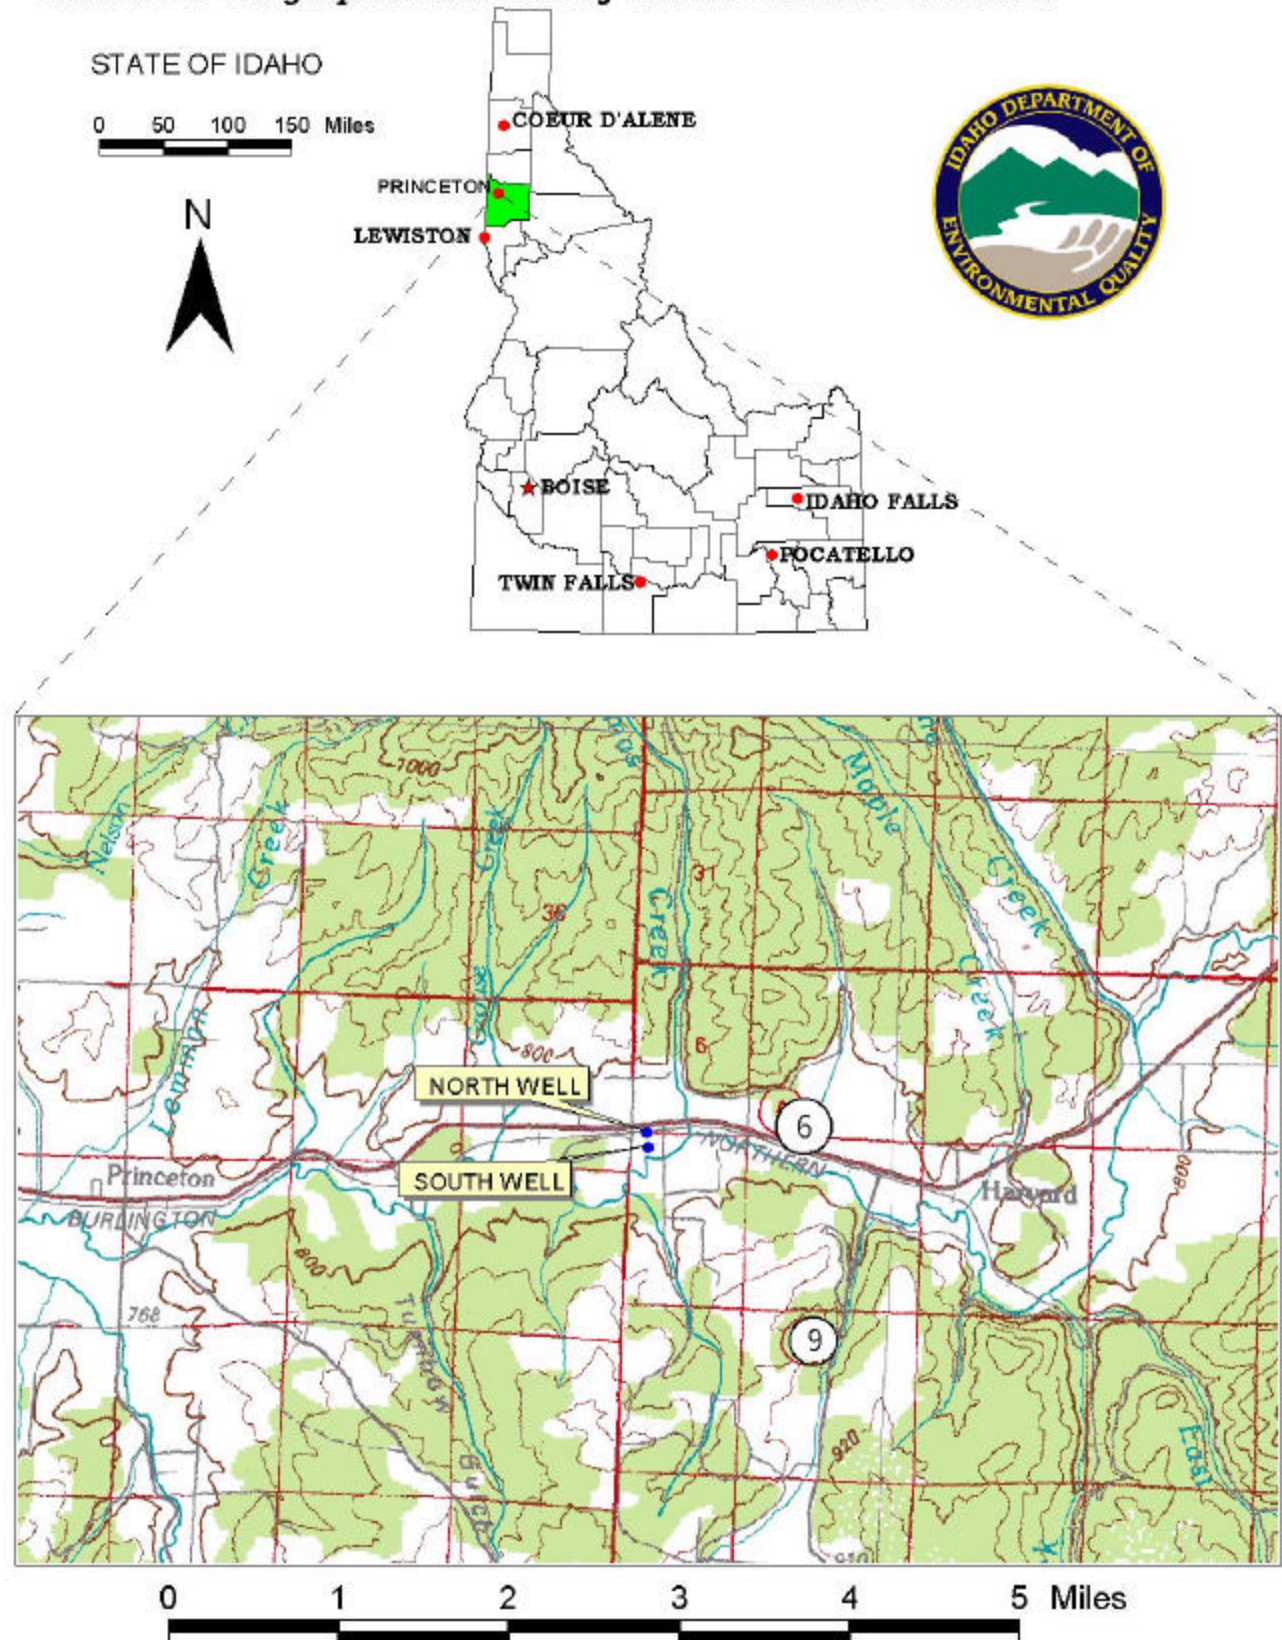 STATE OF IDAHO
0 50 100 150 Miles
N
COEUR D'ALENE
PRINCETON
LEWISTON
BOISE
IDAHO FALLS
POCATELLO
TWIN FALLS
IDAHO DEPARTMENT OF
ENVIRONMENTAL QUALITY
1000
Nelson
Creek
Creek
Maple
Creek
31
36
Creek
Creek
Lemman
6
800
NORTH WELL
6
NORTHERN
SOUTH WELL
Princeton
Harvard
800
BURLINGTON
800
768
9
920
East
Gulch
0 1 2 3 4 5 Miles